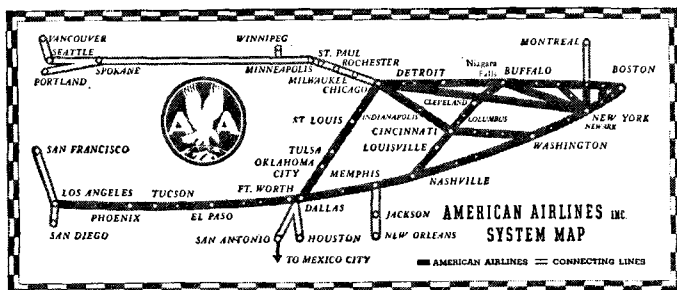 VANCOUVER
SEATTLE
PORTLAND
SPOKANE
WINNIPEG
MINNEAPOLIS
ST. PAUL
ROCHESTER
MILWAUKEE
CHICAGO
DETROIT
Niagara
Falls
BUFFALO
MONTREAL
BOSTON
CLEVELAND
COLUMBUS
INDIANAPOLIS
CINCINNATI
LOUISVILLE
NEW YORK
NEWARK
WASHINGTON
ST LOUIS
TULSA
OKLAHOMA
CITY
MEMPHIS
NASHVILLE
A A
SAN FRANCISCO
LOS ANGELES
TUCSON
FT. WORTH
DALLAS
PHOENIX
EL PASO
SAN DIEGO
SAN ANTONIO
HOUSTON
JACKSON
NEW ORLEANS
TO MEXICO CITY
AMERICAN AIRLINES INC.
SYSTEM MAP
AMERICAN AIRLINES CONNECTING LINES